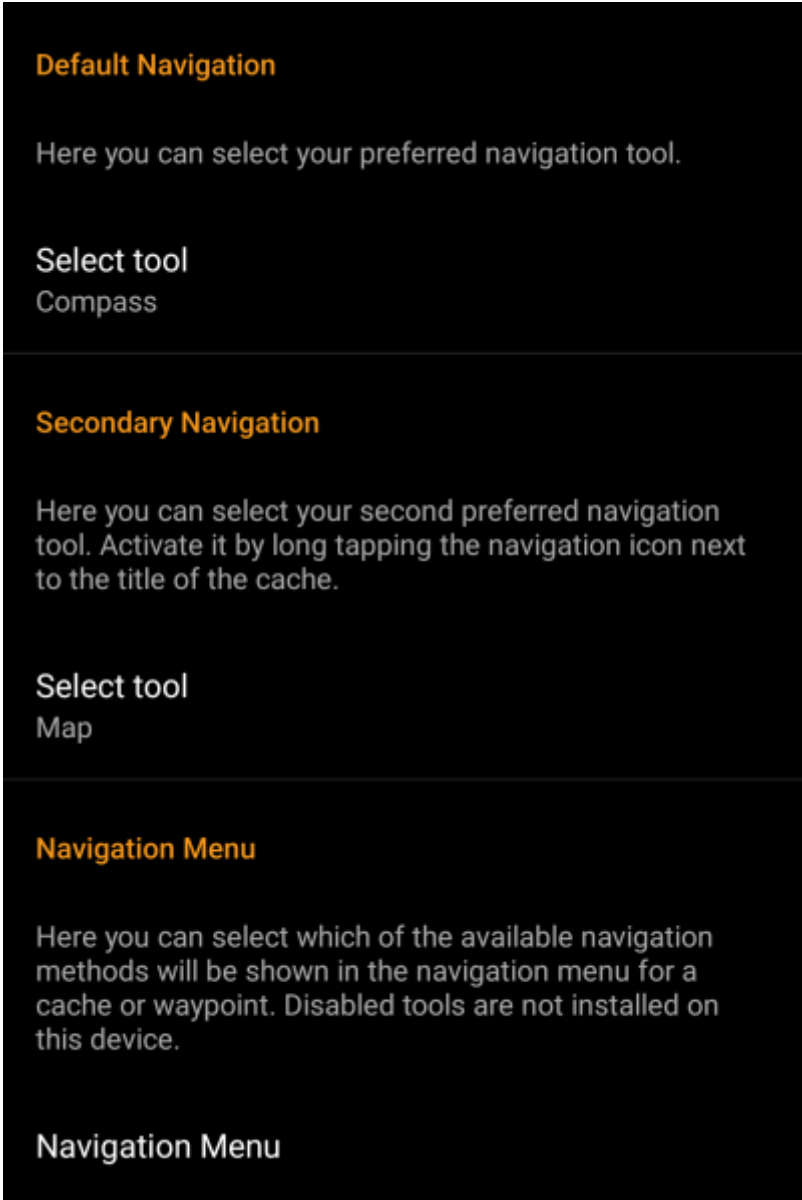 Default Navigation
Here you can select your preferred navigation tool.
Select tool
Compass
Secondary Navigation
Here you can select your second preferred navigation
tool. Activate it by long tapping the navigation icon next
to the title of the cache.
Select tool
Map
Navigation Menu
Here you can select which of the available navigation
methods will be shown in the navigation menu for a
cache or waypoint. Disabled tools are not installed on
this device.
Navigation Menu